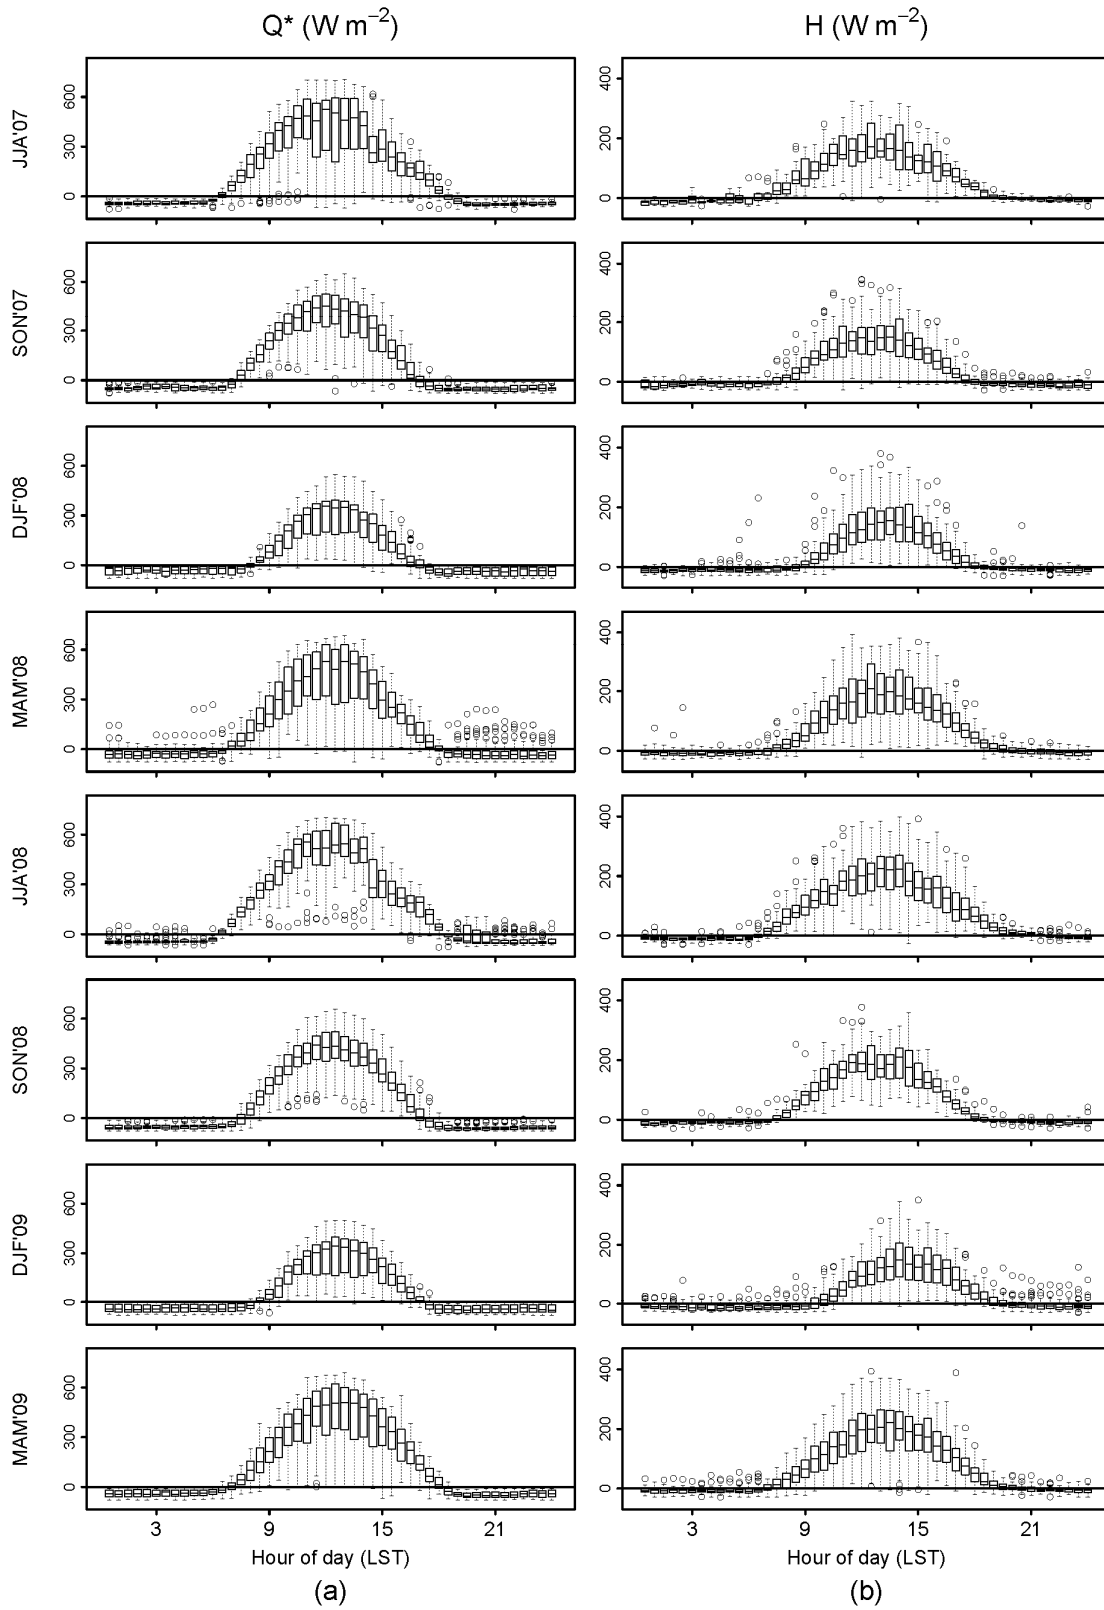 Q* (W m−2) H (W m−2)
JJA'07 0 300 600 0 200 400
SON'07 0 300 600 0 200 400
DJF'08 0 300 600 0 200 400
MAM'08 0 300 600 0 200 400
JJA'08 0 300 600 0 200 400
SON'08 0 300 600 0 200 400
DJF'09 0 300 600 0 200 400
MAM'09 0 300 600 0 200 400
3 9 15 21 3 9 15 21
Hour of day (LST) Hour of day (LST)
(a) (b)